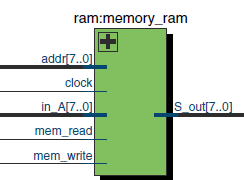 ram:memory_ram
addr[7..0]
clock
in_A[7..0]
S_out[7..0]
mem_read
mem_write